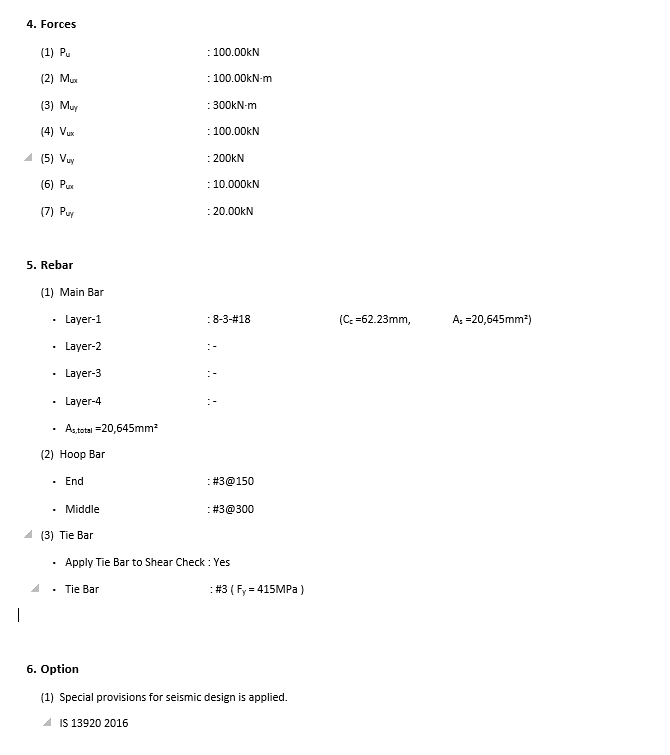 4. Forces
(1) Pux : 100.00kN
(2) Mux : 100.00kN·m
(3) Muy : 300kN·m
(4) Vux : 100.00kN
(5) Vuy : 200kN
(6) Pux : 10.000kN
(7) Puy : 20.00kN
5. Rebar
(1) Main Bar
· Layer-1 : 8-3-#18 (Cc =62.23mm, As =20,645mm²)
· Layer-2 : -
· Layer-3 : -
· Layer-4 : -
· As,total =20,645mm²
(2) Hoop Bar
· End : #3@150
· Middle : #3@300
(3) Tie Bar
· Apply Tie Bar to Shear Check : Yes
· Tie Bar : #3 ( Fy = 415MPa )
6. Option
(1) Special provisions for seismic design is applied.
IS 13920 2016